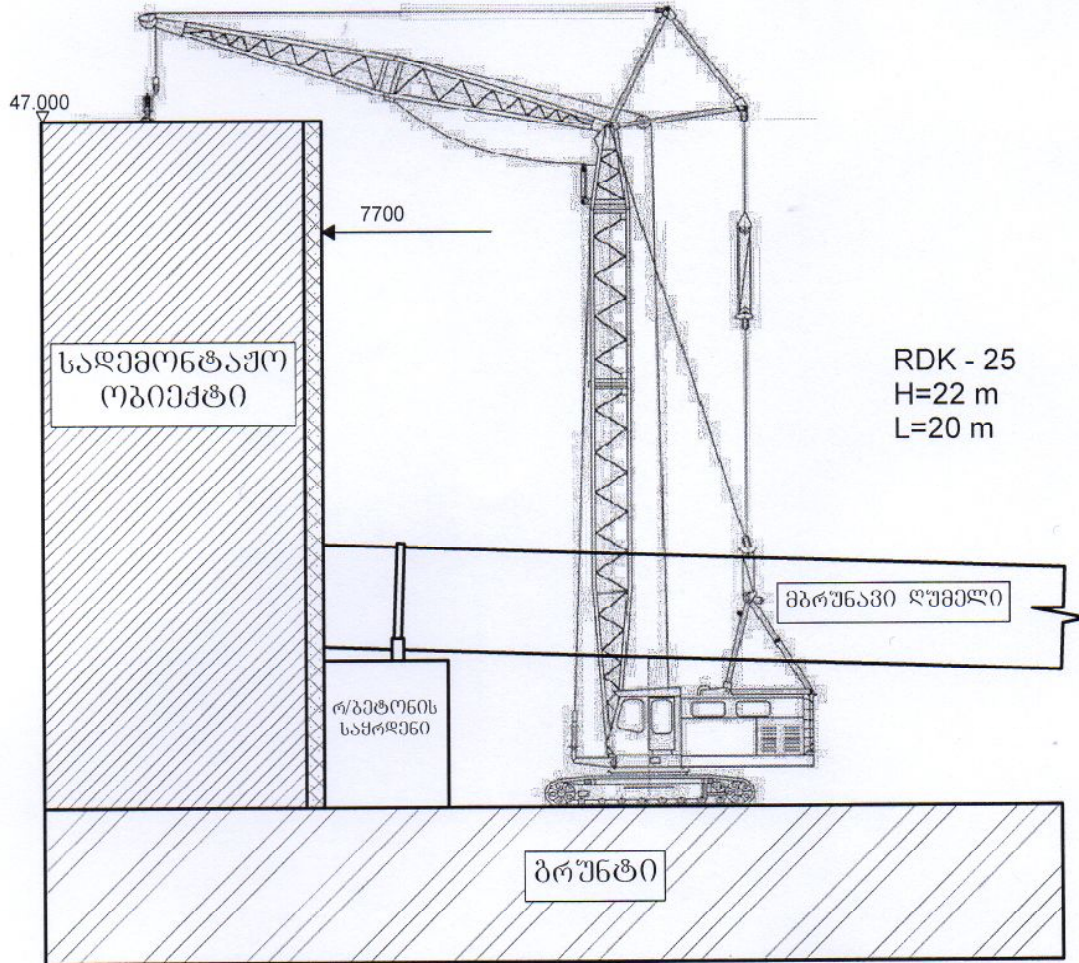 47.000
7700
სადემონტაჟო
ობიექტი
RDK - 25
H=22 m
L=20 m
მბრუნავი ღუმელი
რ/ბეტონის
საყრდენი
გრუნტი